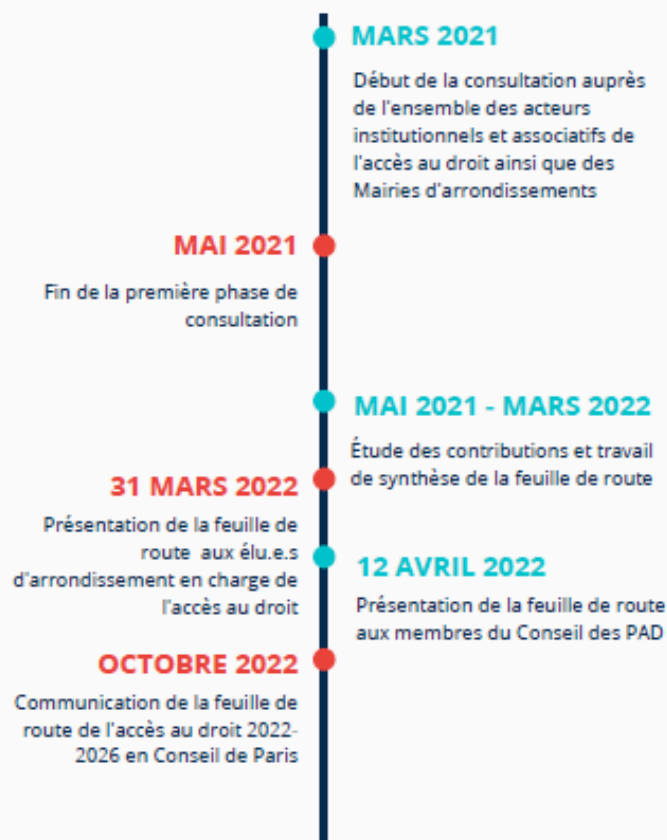 MARS 2021
Début de la consultation auprès
de l'ensemble des acteurs
institutionnels et associatifs de
l'accès au droit ainsi que des
Mairies d'arrondissements
MAI 2021
Fin de la première phase de
consultation
MAI 2021 - MARS 2022
Étude des contributions et travail
de synthèse de la feuille de route
31 MARS 2022
Présentation de la feuille de
route aux élu.e.s
d'arrondissement en charge de
l'accès au droit
12 AVRIL 2022
Présentation de la feuille de route
aux membres du Conseil des PAD
OCTOBRE 2022
Communication de la feuille de
route de l'accès au droit 2022-
2026 en Conseil de Paris